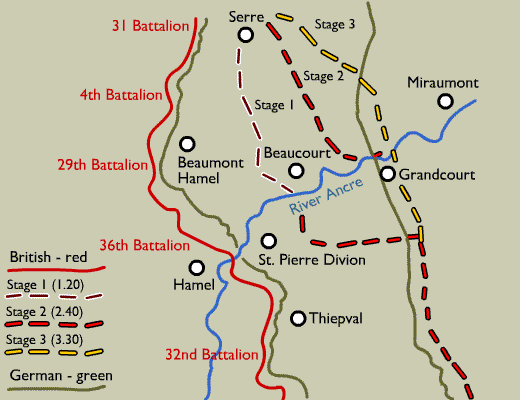 31 Battalion
Serre
Stage 3
Stage 2
Miraumont
4th Battalion
Stage 1
Beaucourt
29th Battalion
Beaumont
Hamel
Grandcourt
River Ancre
36th Battalion
St. Pierre Divion
British - red
Hamel
Stage 1 (1.20)
Stage 2 (2.40)
Thiepval
Stage 3 (3.30)
32nd Battalion
German - green